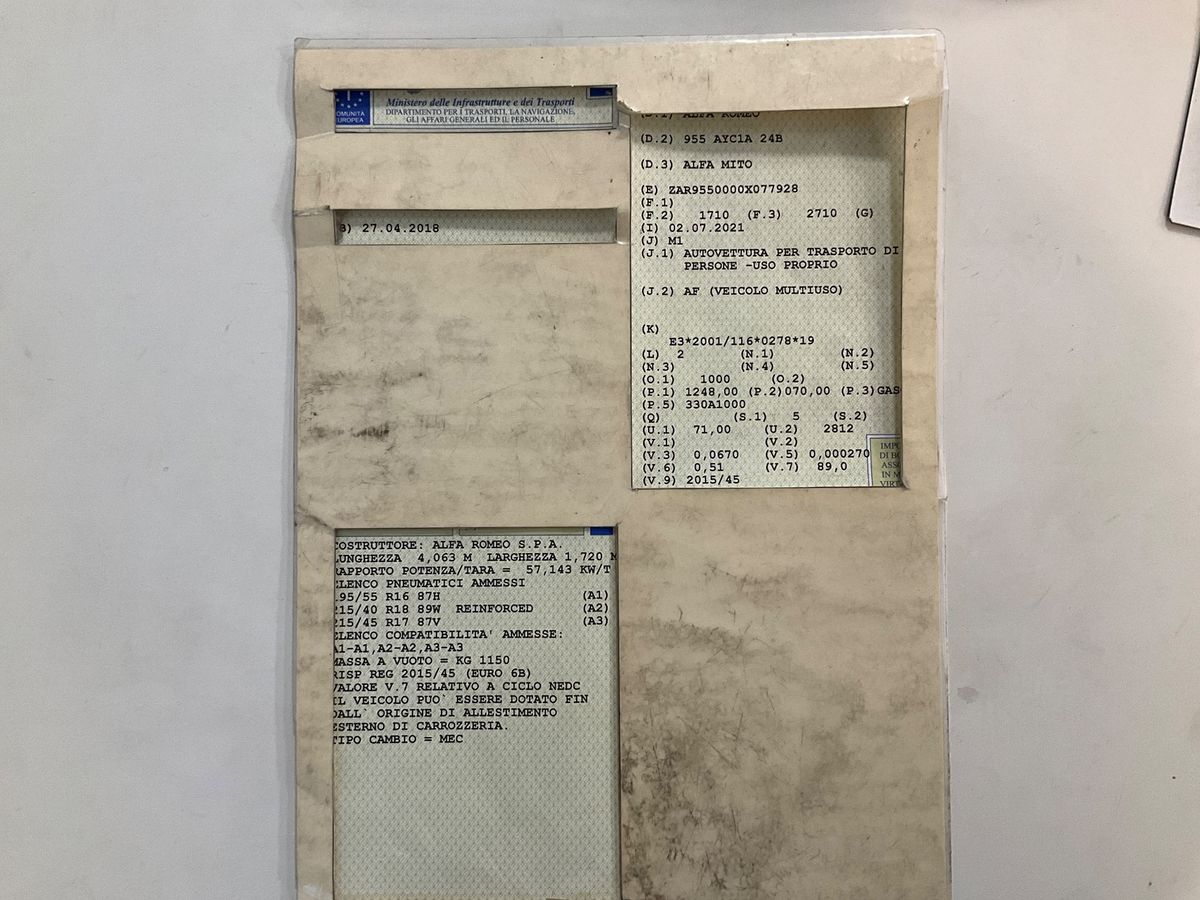 Ministero delle Infrastrutture e dei Trasporti
DIPARTIMENTO PER I TRASPORTI, LA NAVIGAZIONE,
GLI AFFARI GENERALI ED IL PERSONALE
OMUNITÀ
UROPEA
B) 27.04.2018
(D.1) ALFA ROMEO
(D.2) 955 AYC1A 24B
(D.3) ALFA MITO
(E) ZAR9550000X077928
(F.1)
(F.2) 1710 (F.3) 2710 (G)
(I) 02.07.2021
(J) M1
(J.1) AUTOVETTURA PER TRASPORTO DI
PERSONE -USO PROPRIO
(J.2) AF (VEICOLO MULTIUSO)
(K)
E3*2001/116*0278*19
(L) 2 (N.1) (N.2)
(N.3) (N.4) (N.5)
(O.1) 1000 (O.2)
(P.1) 1248,00 (P.2)070,00 (P.3)GAS
(P.5) 330A1000
(Q) (S.1) 5 (S.2)
(U.1) 71,00 (U.2) 2812
(V.1) (V.2)
(V.3) 0,0670 (V.5) 0,000270
(V.6) 0,51 (V.7) 89,0
(V.9) 2015/45
IMPO
DI BO
ASSO
IN M
VIRT
COSTRUTTORE: ALFA ROMEO S.P.A.
LUNGHEZZA 4,063 M LARGHEZZA 1,720 M
RAPPORTO POTENZA/TARA = 57,143 KW/T
ELENCO PNEUMATICI AMMESSI
195/55 R16 87H (A1)
215/40 R18 89W REINFORCED (A2)
215/45 R17 87V (A3)
ELENCO COMPATIBILITA' AMMESSE:
A1-A1,A2-A2,A3-A3
MASSA A VUOTO = KG 1150
RISP REG 2015/45 (EURO 6B)
VALORE V.7 RELATIVO A CICLO NEDC
IL VEICOLO PUO` ESSERE DOTATO FIN
DALL` ORIGINE DI ALLESTIMENTO
ESTERNO DI CARROZZERIA.
TIPO CAMBIO = MEC